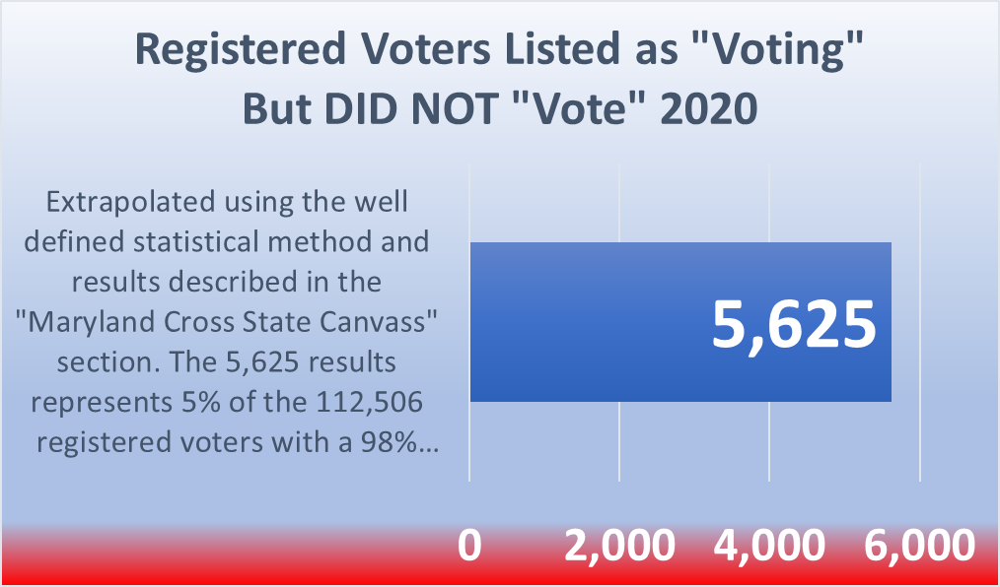 Registered Voters Listed as "Voting"
But DID NOT "Vote" 2020
Extrapolated using the well
defined statistical method and
results described in the
"Maryland Cross State Canvass"
section. The 5,625 results
represents 5% of the 112,506
registered voters with a 98%...
5,625
0 2,000 4,000 6,000